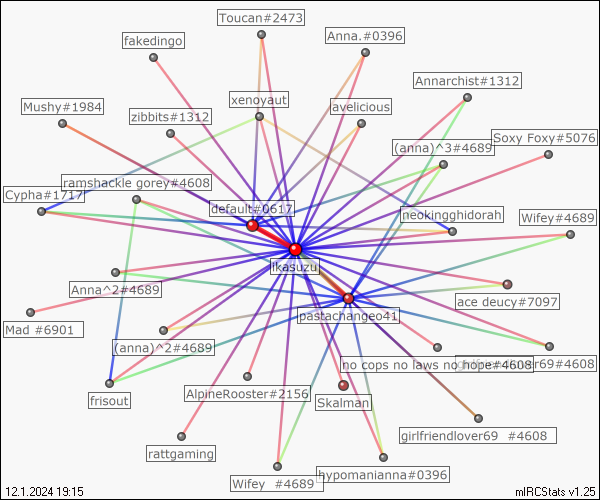 Toucan#2473
Anna.#0396
fakedingo
Annarchist#1312
xenoyaut
avelicious
Mushy#1984
zibbits#1312
Soxy Foxy#5076
(anna)^3#4689
ramshackle gorey#4608
Cypha#1717
default#0617
neokingghidorah
Wifey#4689
ikasuzu
Anna^2#4689
ace deucy#7097
pastachangeo41
Mad #6901
(anna)^2#4689
no cops no laws no hope#4608
69#4608
frisout
AlpineRooster#2156
Skalman
girlfriendlover69 #4608
rattgaming
hypomanianna#0396
Wifey #4689
12.1.2024 19:15
mIRCStats v1.25